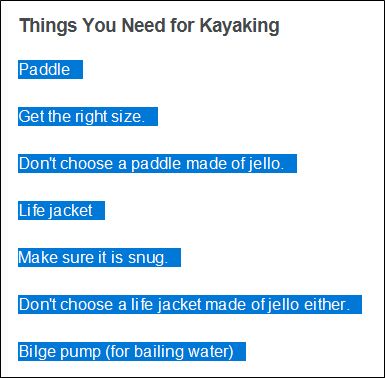 Things You Need for Kayaking
Paddle
Get the right size.
Don't choose a paddle made of jello.
Life jacket
Make sure it is snug.
Don't choose a life jacket made of jello either.
Bilge pump (for bailing water)